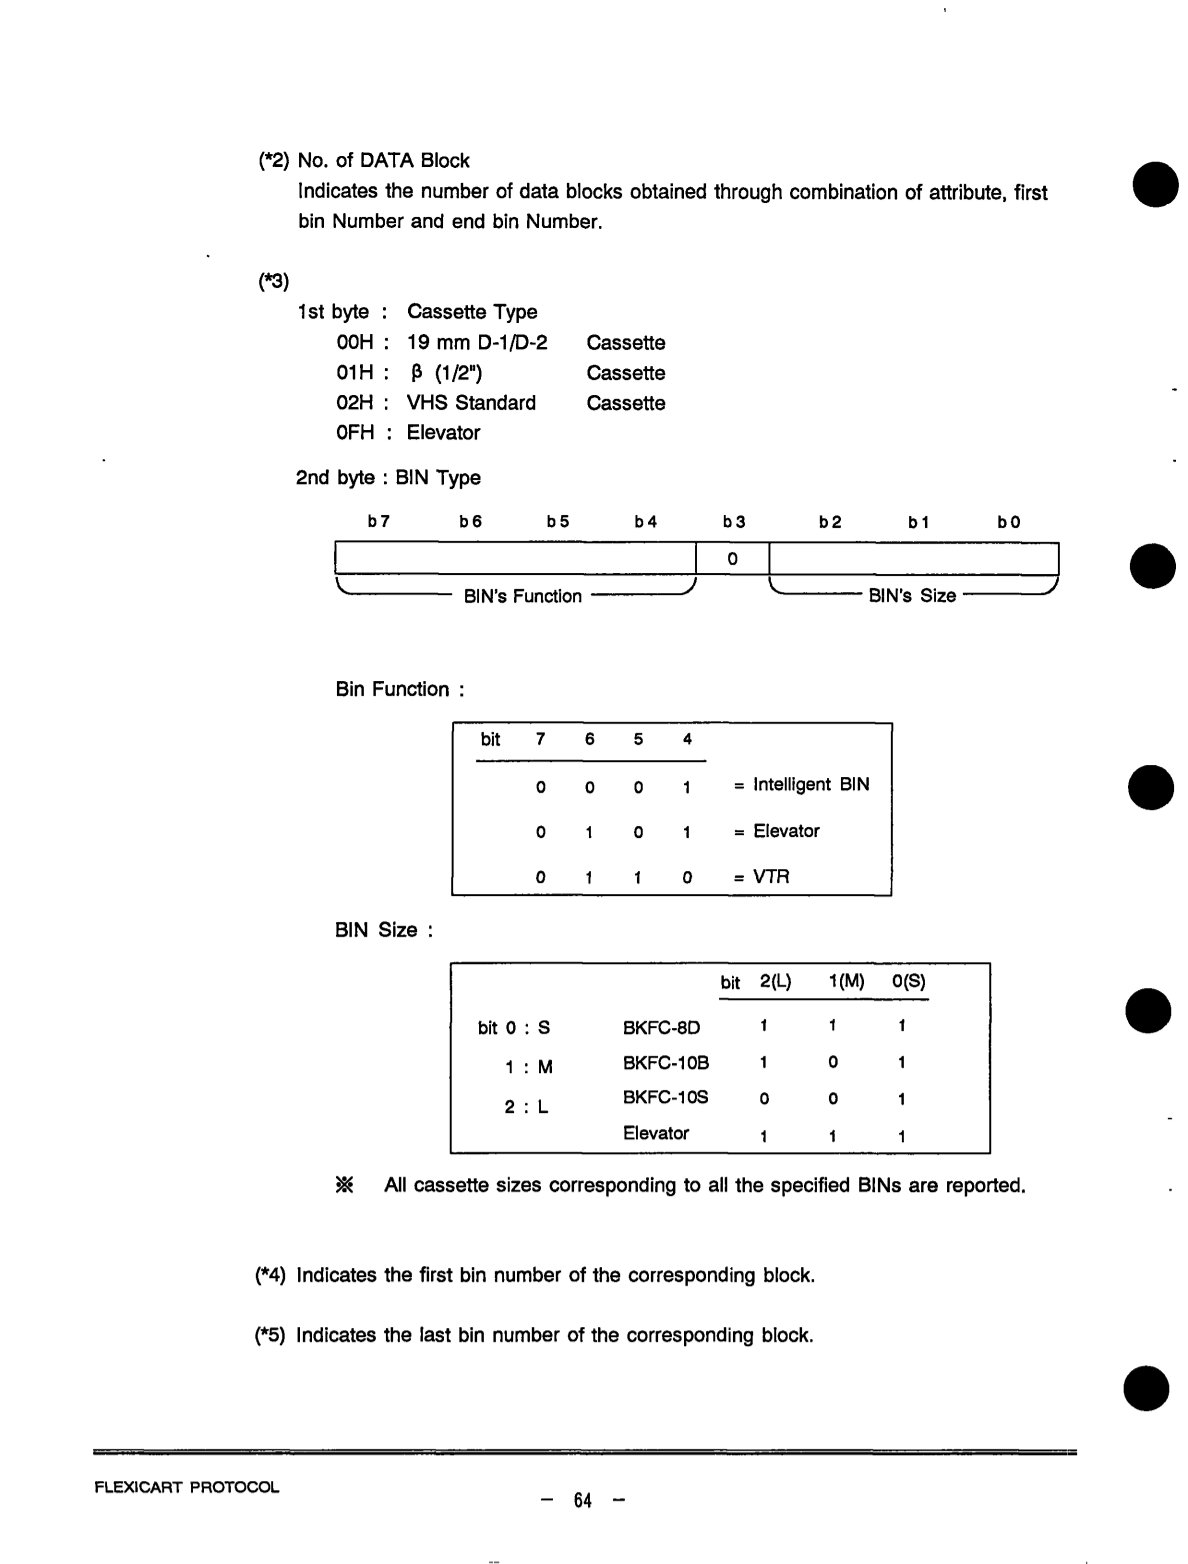 (*2) No. of DATA Block
Indicates the number of data blocks obtained through combination of attribute, first
bin Number and end bin Number.
(*3)
1st byte : Cassette Type
00H : 19 mm D-1/D-2 Cassette
01H : β (1/2") Cassette
02H : VHS Standard Cassette
0FH : Elevator
2nd byte : BIN Type
b7 b6 b5 b4 b3 b2 b1 b0
0
BIN's Function BIN's Size
Bin Function :
bit 7 6 5 4
0 0 0 1 = Intelligent BIN
0 1 0 1 = Elevator
0 1 1 0 = VTR
BIN Size :
bit 2(L) 1(M) 0(S)
bit 0 : S BKFC-8D 1 1 1
1 : M BKFC-10B 1 0 1
2 : L BKFC-10S 0 0 1
Elevator 1 1 1
※ All cassette sizes corresponding to all the specified BINs are reported.
(*4) Indicates the first bin number of the corresponding block.
(*5) Indicates the last bin number of the corresponding block.
FLEXICART PROTOCOL
– 64 –